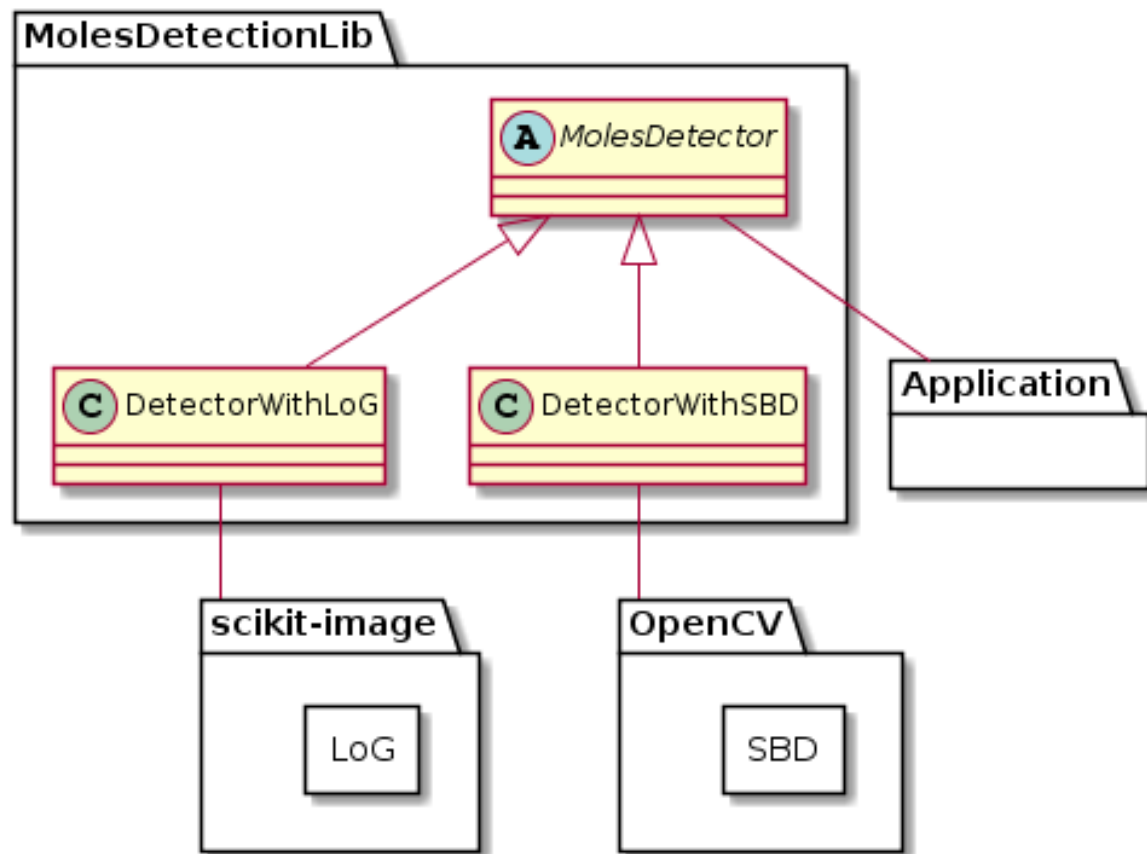 MolesDetectionLib
A MolesDetector
C DetectorWithLoG
C DetectorWithSBD
Application
scikit-image
OpenCV
LoG
SBD